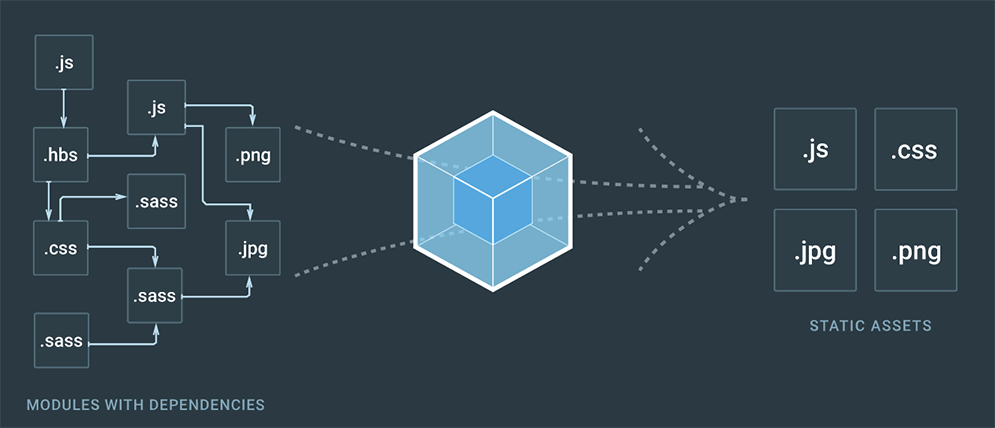 .js
.js
.hbs
.png
.sass
.css
.jpg
.sass
.sass
MODULES WITH DEPENDENCIES
.js
.css
.jpg
.png
STATIC ASSETS